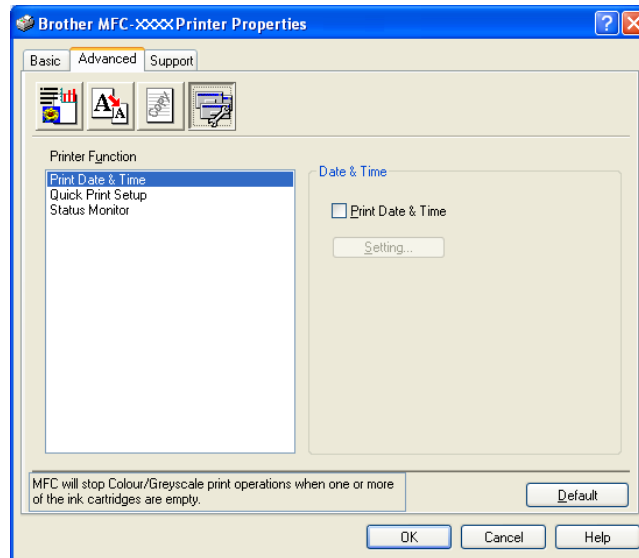 Brother MFC-XXXX Printer Properties
Basic Advanced Support
Printer Function
Print Date & Time
Quick Print Setup
Status Monitor
Date & Time
Print Date & Time
Setting...
MFC will stop Colour/Greyscale print operations when one or more
of the ink cartridges are empty.
Default
OK Cancel Help